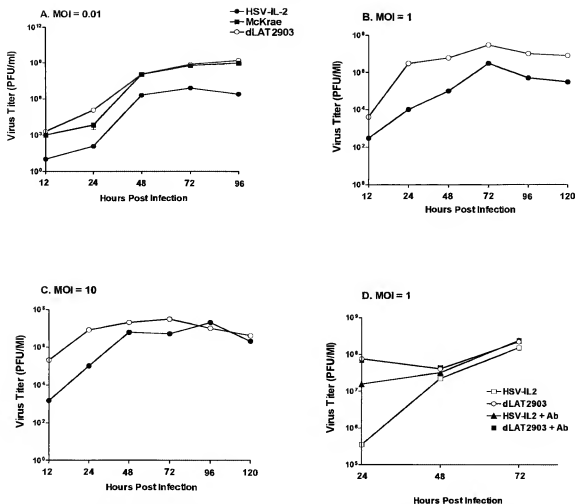 A. MOI = 0.01
HSV-IL-2
McKrae
dLAT2903
Virus Titer (PFU/ml)
10¹²
10⁹
10⁶
10³
10⁰
12 24 48 72 96
Hours Post Infection
B. MOI = 1
Virus Titer (PFU/Ml)
10⁸
10⁶
10⁴
10²
10⁰
12 24 48 72 96 120
Hours Post Infection
C. MOI = 10
Virus Titer (PFU/Ml)
10⁸
10⁶
10⁴
10²
10⁰
12 24 48 72 96 120
Hours Post Infection
D. MOI = 1
Virus Titer (PFU/Ml)
10⁹
10⁸
10⁷
10⁶
10⁵
HSV-IL2
dLAT2903
HSV-IL2 + Ab
dLAT2903 + Ab
24 48 72
Hours Post Infection